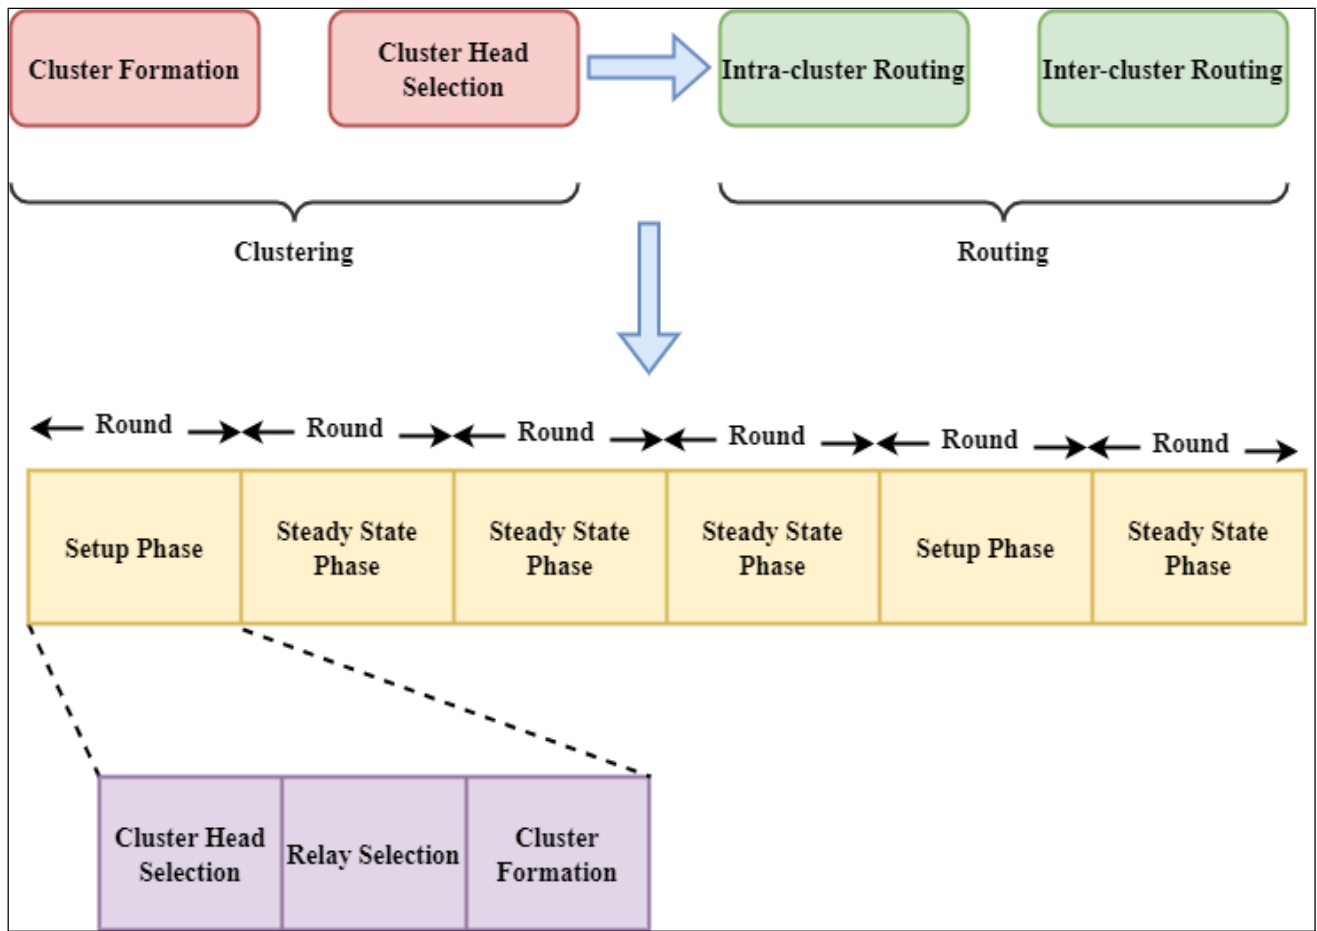 Cluster Formation
Cluster Head
Selection
Intra-cluster Routing
Inter-cluster Routing
Clustering
Routing
Round
Round
Round
Round
Round
Round
Setup Phase
Steady State
Phase
Steady State
Phase
Steady State
Phase
Setup Phase
Steady State
Phase
Cluster Head
Selection
Relay Selection
Cluster
Formation